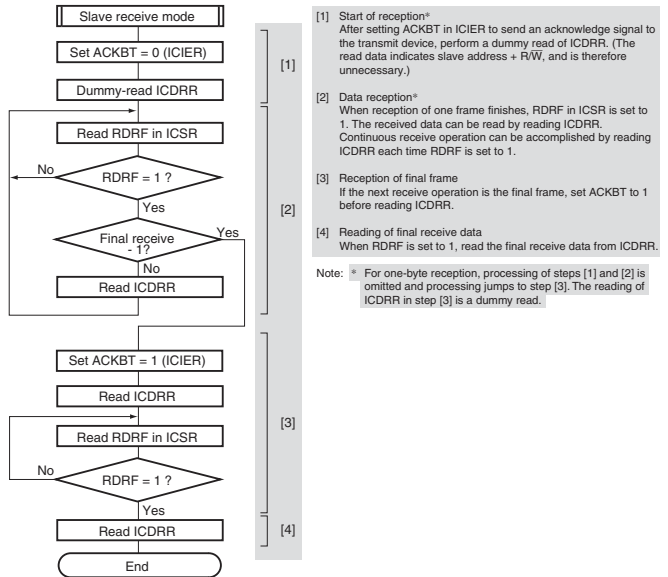 Slave receive mode
Set ACKBT = 0 (ICIER)
Dummy-read ICDRR
[1]
Read RDRF in ICSR
No
RDRF = 1 ?
Yes
[2]
Final receive
- 1?
Yes
No
Read ICDRR
Set ACKBT = 1 (ICIER)
Read ICDRR
[3]
Read RDRF in ICSR
No
RDRF = 1 ?
Yes
Read ICDRR
[4]
End
[1] Start of reception*
After setting ACKBT in ICIER to send an acknowledge signal to
the transmit device, perform a dummy read of ICDRR. (The
read data indicates slave address + R/W̅, and is therefore
unnecessary.)
[2] Data reception*
When reception of one frame finishes, RDRF in ICSR is set to
1. The received data can be read by reading ICDRR.
Continuous receive operation can be accomplished by reading
ICDRR each time RDRF is set to 1.
[3] Reception of final frame
If the next receive operation is the final frame, set ACKBT to 1
before reading ICDRR.
[4] Reading of final receive data
When RDRF is set to 1, read the final receive data from ICDRR.
Note: * For one-byte reception, processing of steps [1] and [2] is
omitted and processing jumps to step [3]. The reading of
ICDRR in step [3] is a dummy read.